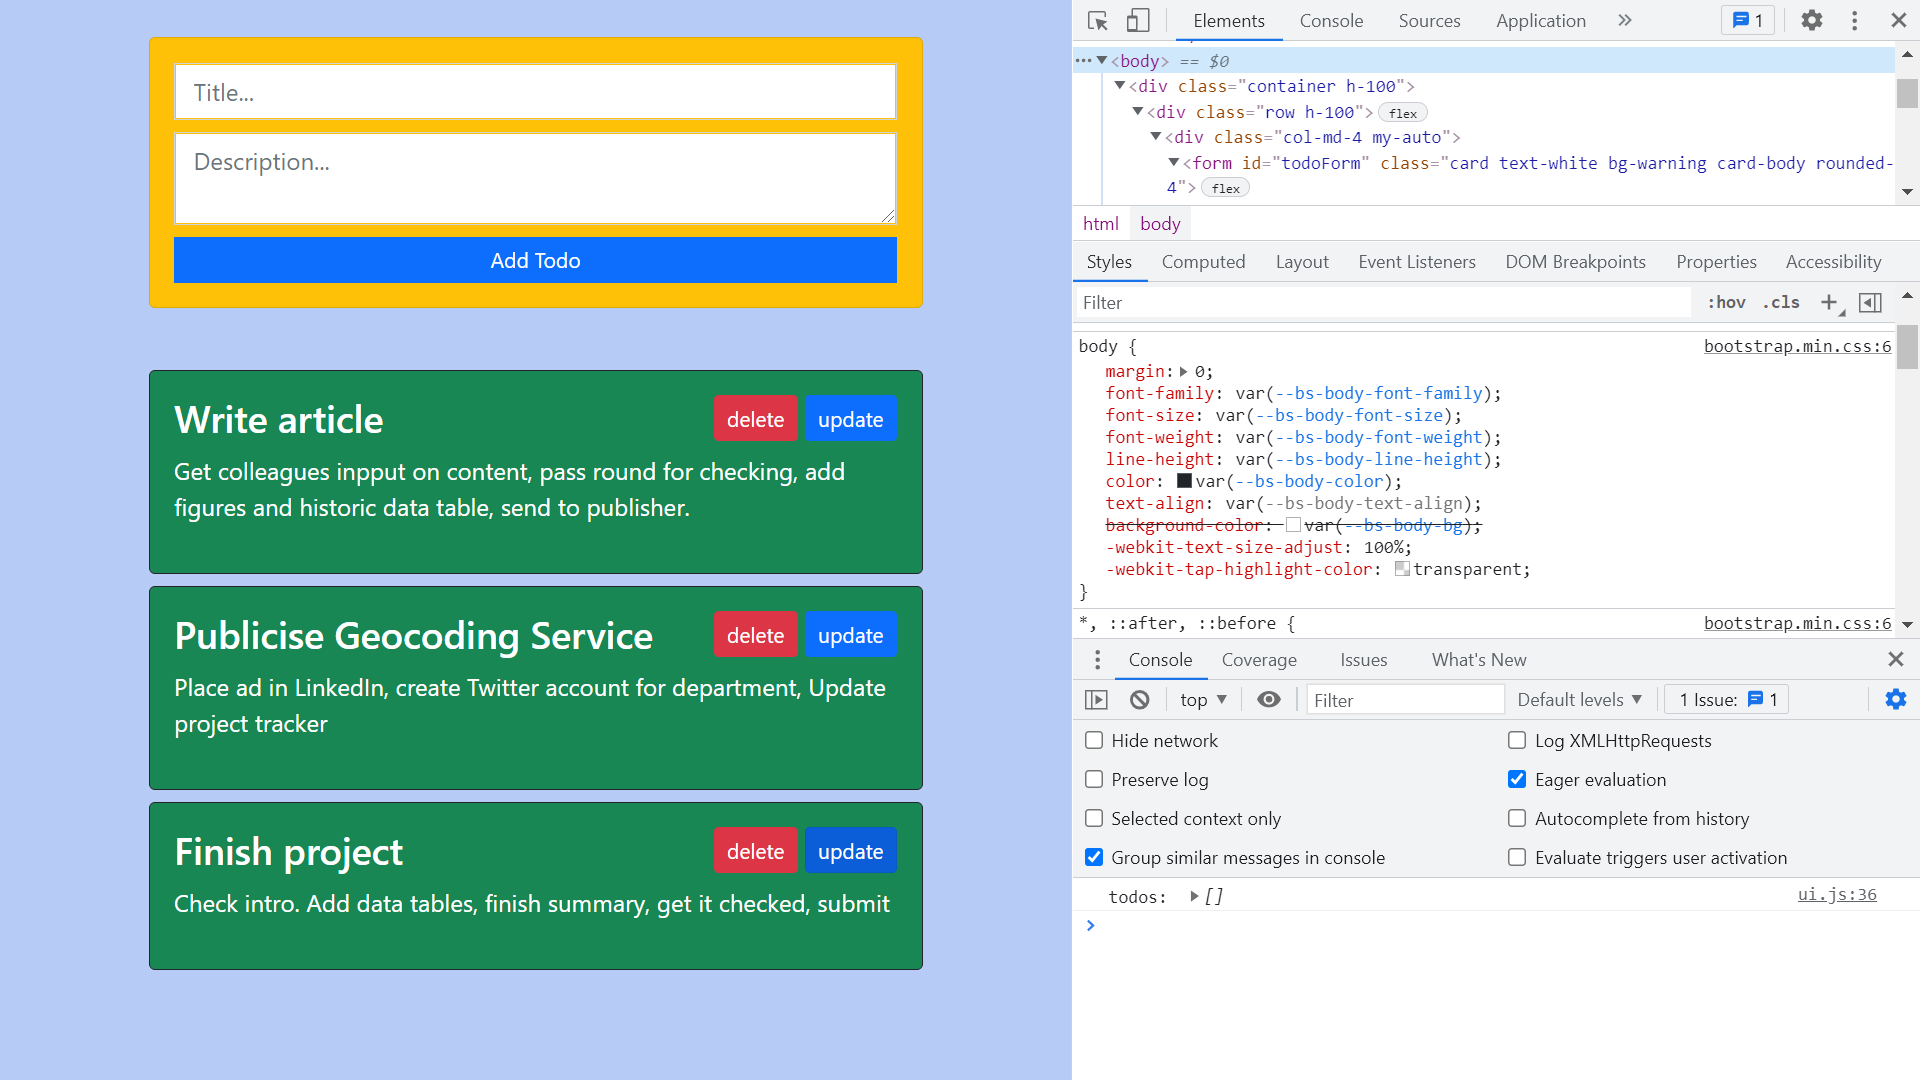 Title...
Description...
Add Todo
Write article
delete
update
Get colleagues inpput on content, pass round for checking, add
figures and historic data table, send to publisher.
Publicise Geocoding Service
delete
update
Place ad in LinkedIn, create Twitter account for department, Update
project tracker
Finish project
delete
update
Check intro. Add data tables, finish summary, get it checked, submit
Elements Console Sources Application » 1
<body> == $0
<div class="container h-100">
<div class="row h-100"> flex
<div class="col-md-4 my-auto">
<form id="todoForm" class="card text-white bg-warning card-body rounded-
4"> flex
html body
Styles Computed Layout Event Listeners DOM Breakpoints Properties Accessibility
Filter :hov .cls +
body { bootstrap.min.css:6
margin: 0;
font-family: var(--bs-body-font-family);
font-size: var(--bs-body-font-size);
font-weight: var(--bs-body-font-weight);
line-height: var(--bs-body-line-height);
color: var(--bs-body-color);
text-align: var(--bs-body-text-align);
background-color: var(--bs-body-bg);
-webkit-text-size-adjust: 100%;
-webkit-tap-highlight-color: transparent;
}
*, ::after, ::before { bootstrap.min.css:6
Console Coverage Issues What's New
top Filter Default levels 1 Issue: 1
Hide network Log XMLHttpRequests
Preserve log Eager evaluation
Selected context only Autocomplete from history
Group similar messages in console Evaluate triggers user activation
todos: [] ui.js:36